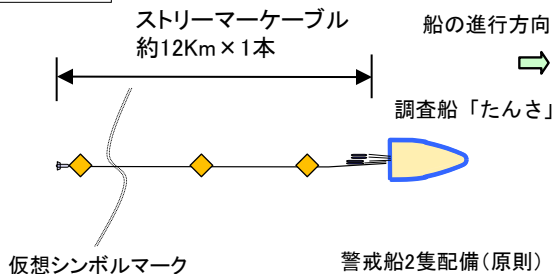 ストリーマーケーブル
約12Km×1本
船の進行方向
調査船「たんさ」
仮想シンボルマーク
警戒船2隻配備(原則)